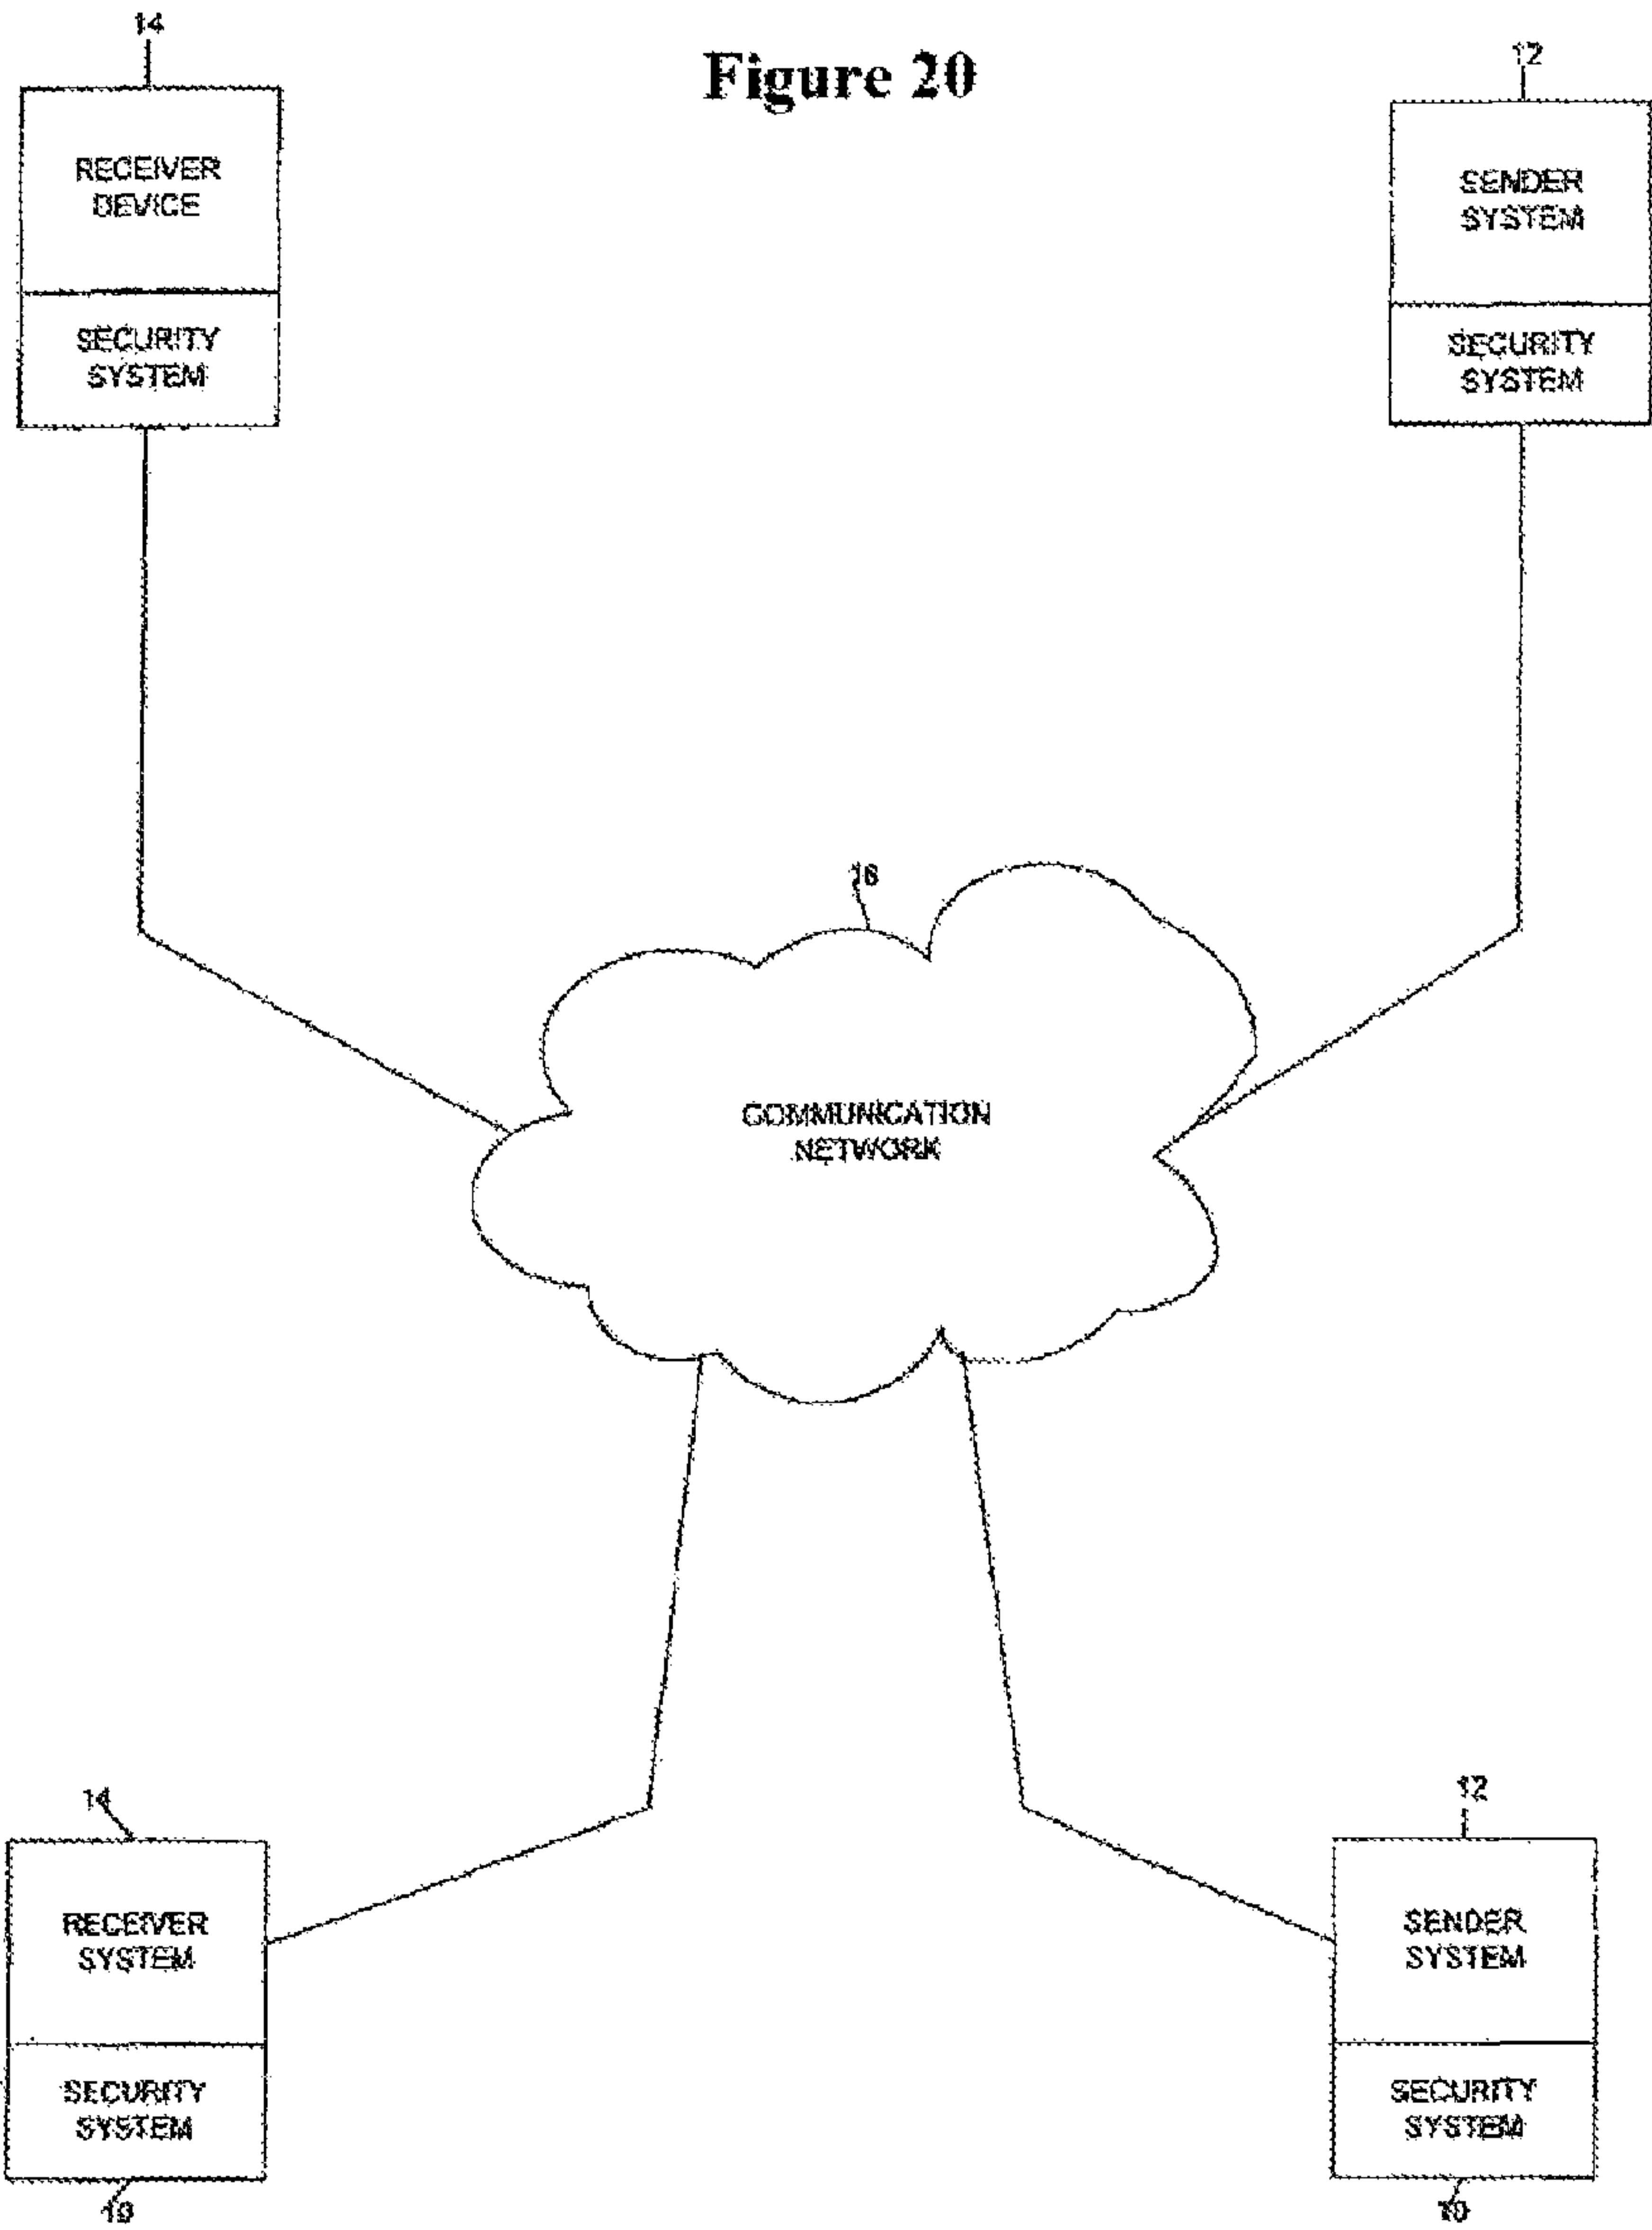 14
Figure 20
12
RECEIVER
DEVICE
SENDER
SYSTEM
SECURITY
SYSTEM
SECURITY
SYSTEM
16
COMMUNICATION
NETWORK
14
12
RECEIVER
SYSTEM
SENDER
SYSTEM
SECURITY
SYSTEM
SECURITY
SYSTEM
10
10